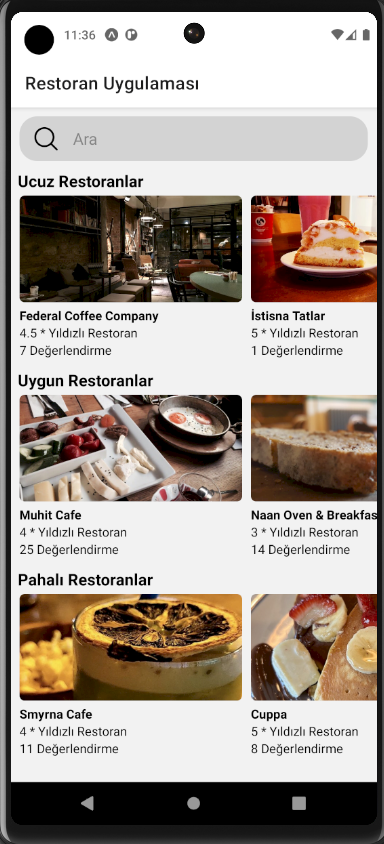 11:36
Restoran Uygulaması
Ara
Ucuz Restoranlar
Federal Coffee Company
4.5 * Yıldızlı Restoran
7 Değerlendirme
İstisna Tatlar
5 * Yıldızlı Restoran
1 Değerlendirme
Uygun Restoranlar
Muhit Cafe
4 * Yıldızlı Restoran
25 Değerlendirme
Naan Oven & Breakfas
3 * Yıldızlı Restoran
14 Değerlendirme
Pahalı Restoranlar
Smyrna Cafe
4 * Yıldızlı Restoran
11 Değerlendirme
Cuppa
5 * Yıldızlı Restoran
8 Değerlendirme